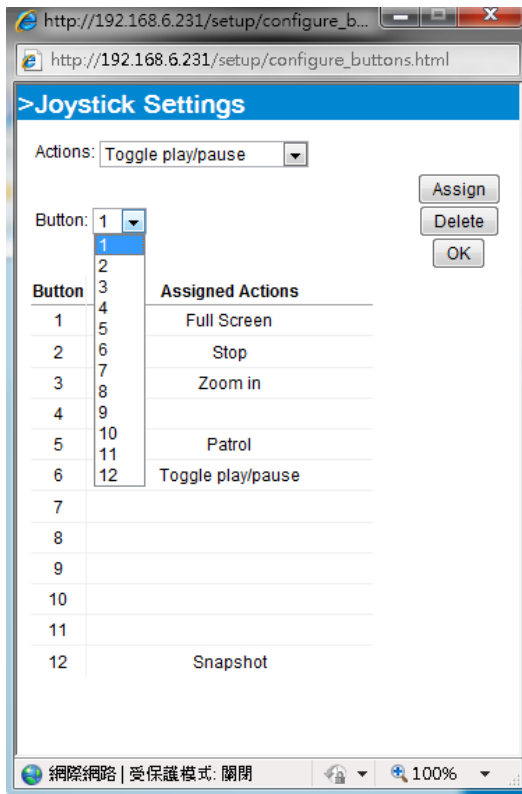 http://192.168.6.231/setup/configure_b...
http://192.168.6.231/setup/configure_buttons.html
>Joystick Settings
Actions: Toggle play/pause
Assign
Button: 1
Delete
OK
1
2
3
4
5
6
7
8
9
10
11
12
Button Assigned Actions
1 Full Screen
2 Stop
3 Zoom in
4
5 Patrol
6 Toggle play/pause
7
8
9
10
11
12 Snapshot
網際網路 | 受保護模式: 關閉 100%